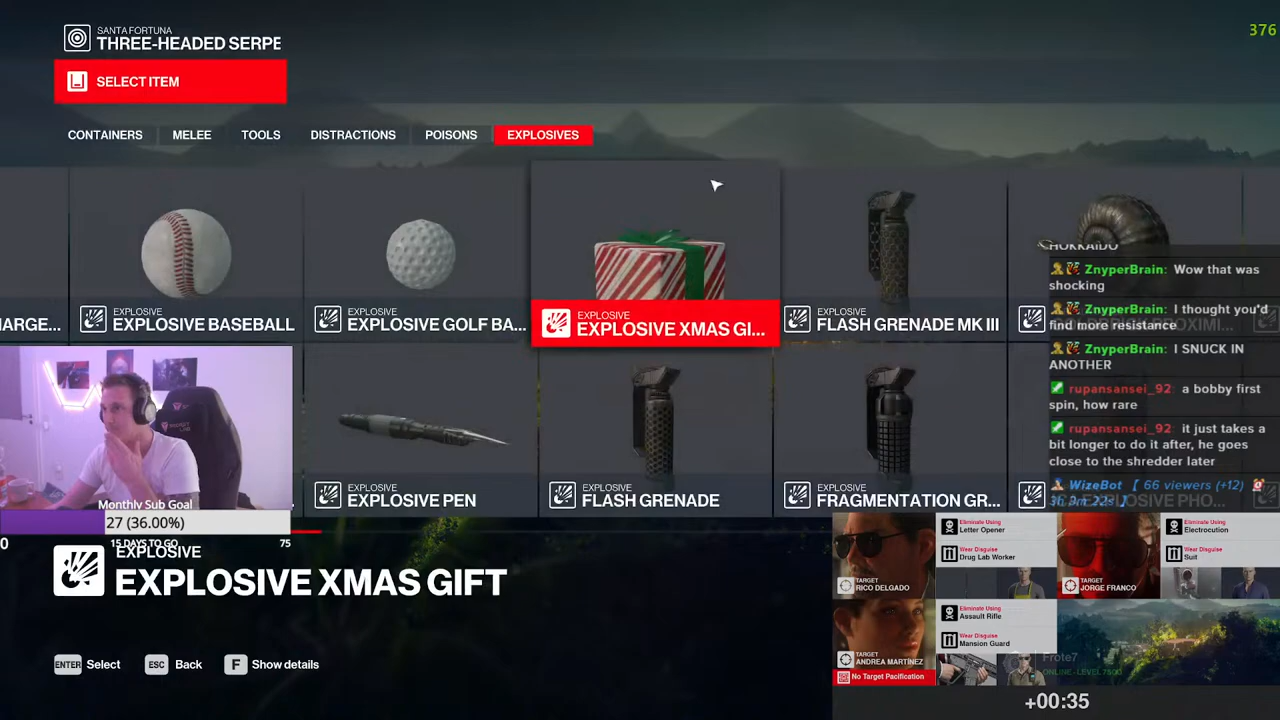 SANTA FORTUNA
THREE-HEADED SERPE
376
SELECT ITEM
CONTAINERS
MELEE
TOOLS
DISTRACTIONS
POISONS
EXPLOSIVES
ARGE...
EXPLOSIVE
EXPLOSIVE BASEBALL
EXPLOSIVE
EXPLOSIVE GOLF BA...
EXPLOSIVE
EXPLOSIVE XMAS GI...
EXPLOSIVE
FLASH GRENADE MK III
EXPLOSIVE
EXPLOSIVE PEN
EXPLOSIVE
FLASH GRENADE
EXPLOSIVE
FRAGMENTATION GR...
HOKKAIDO
ZnyperBrain: Wow that was
shocking
ZnyperBrain: I thought you'd
find more resistance
ZnyperBrain: I SNUCK IN
ANOTHER
rupansansei_92: a bobby first
spin, how rare
rupansansei_92: it just takes a
bit longer to do it after, he goes
close to the shredder later
WizeBot 【 66 viewers (+12)
Monthly Sub Goal
27 (36.00%)
0
15 DAYS TO GO
75
EXPLOSIVE
EXPLOSIVE XMAS GIFT
ENTER Select
ESC Back
F Show details
TARGET
RICO DELGADO
Eliminate Using
Letter Opener
Wear Disguise
Drug Lab Worker
TARGET
JORGE FRANCO
Eliminate Using
Electrocution
Wear Disguise
Suit
TARGET
ANDREA MARTÍNEZ
No Target Pacification
Eliminate Using
Assault Rifle
Wear Disguise
Mansion Guard
Frote7
+00:35